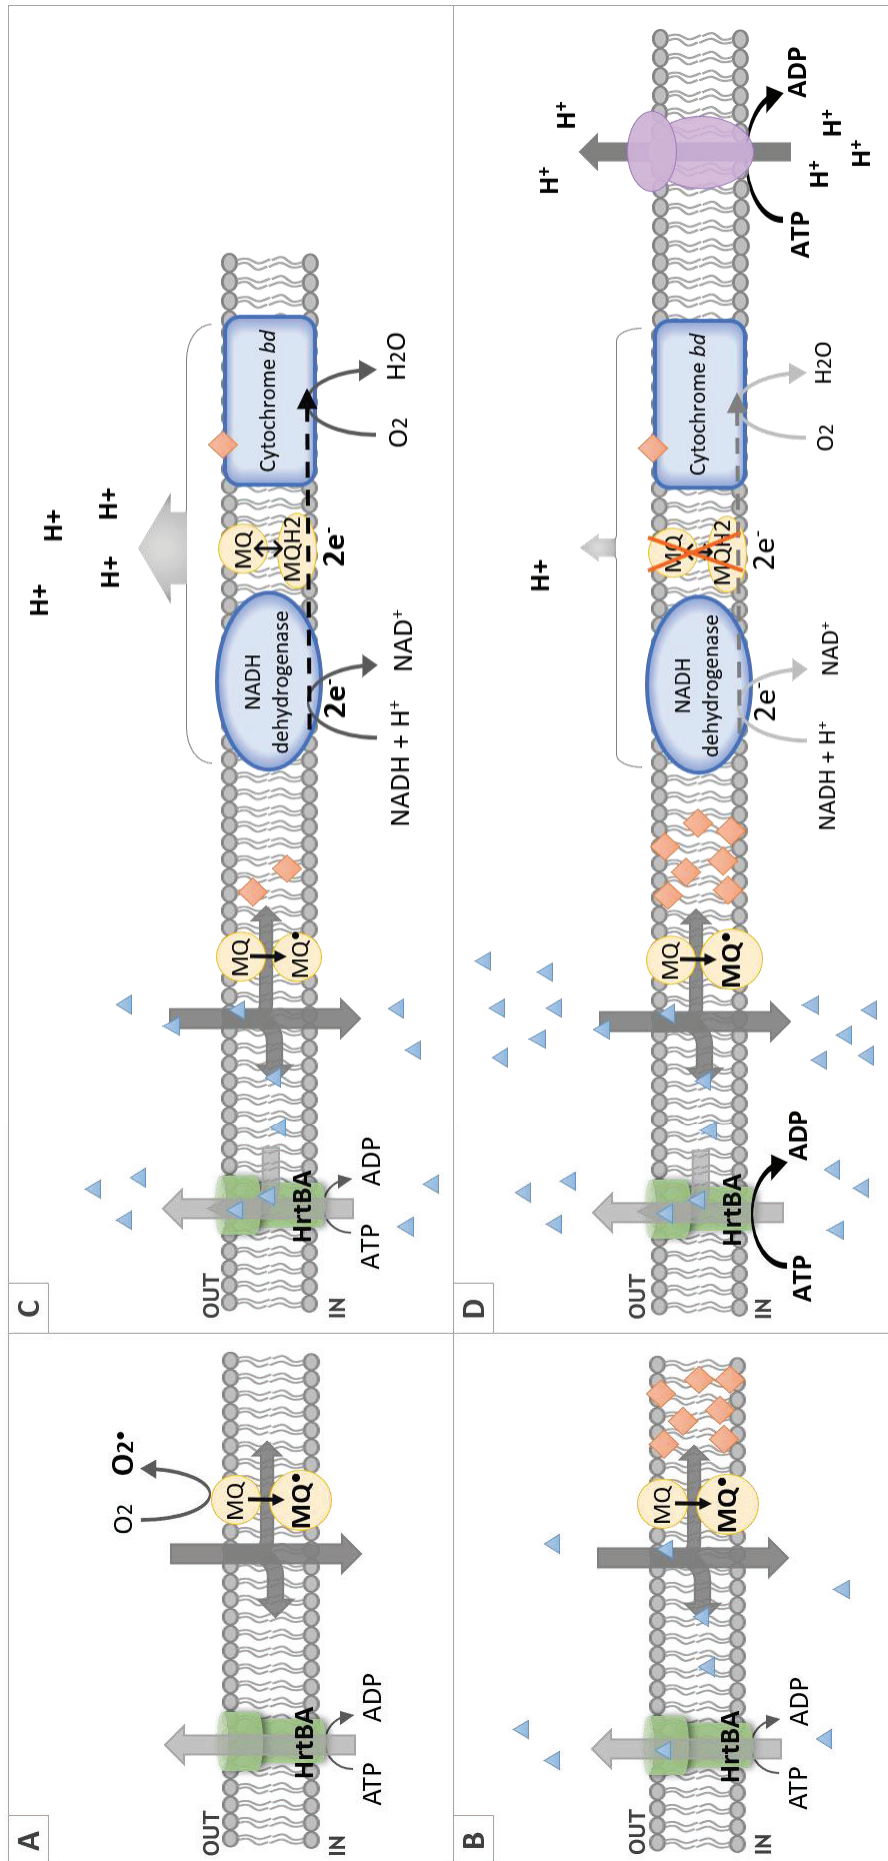 A
OUT
IN
HrtBA
ATP
ADP
O2
O2•
MQ
MQ•
B
OUT
IN
HrtBA
ATP
ADP
MQ
MQ•
C
OUT
IN
HrtBA
ATP
ADP
MQ
MQ•
NADH
dehydrogenase
2e-
NADH + H+
NAD+
MQ
MQH2
2e-
Cytochrome bd
O2
H2O
H+
H+
H+
H+
D
OUT
IN
HrtBA
ATP
ADP
MQ
MQ•
NADH
dehydrogenase
2e-
NADH + H+
NAD+
MQ
MQH2
2e-
Cytochrome bd
O2
H2O
H+
H+
H+
ATP
ADP
H+
H+
H+